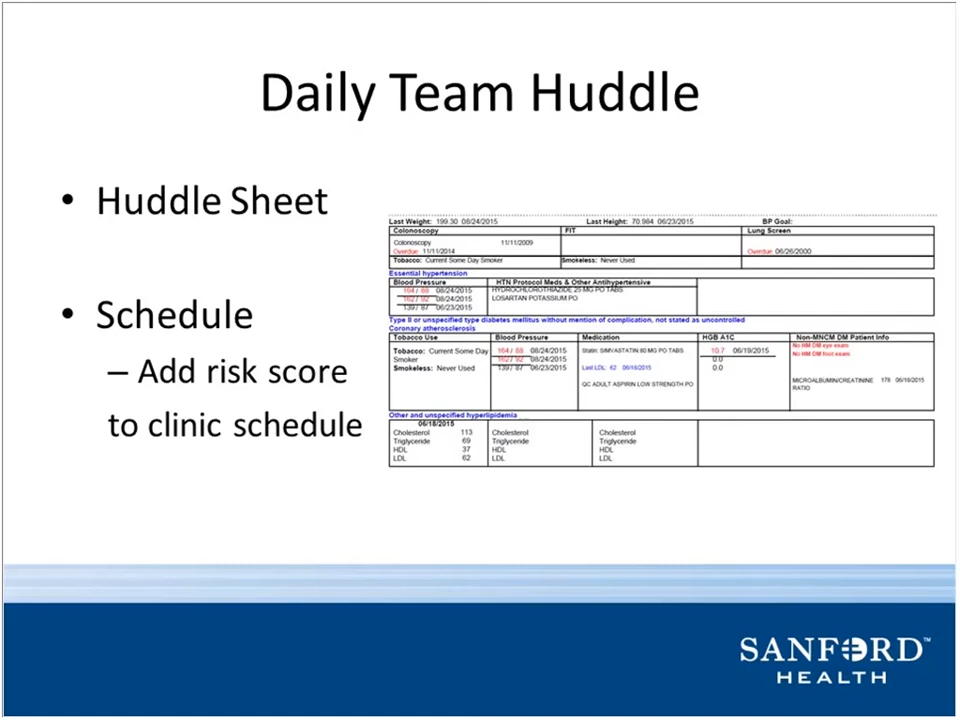 Daily Team Huddle
• Huddle Sheet
• Schedule
– Add risk score
to clinic schedule
Last Weight: 199.30 08/24/2015 Last Height: 70.984 06/23/2015 BP Goal:
Colonoscopy FIT Lung Screen
Colonoscopy 11/11/2009
Overdue 11/11/2014 Overdue 06/26/2000
Tobacco: Current Some Day Smoker Smokeless: Never Used
Essential hypertension
Blood Pressure HTN Protocol Meds & Other Antihypertensive
164 / 88 08/24/2015 HYDROCHLOROTHIAZIDE 25 MG PO TABS
162 / 92 08/24/2015 LOSARTAN POTASSIUM PO
139 / 87 06/23/2015
Type II or unspecified type diabetes mellitus without mention of complication, not stated as uncontrolled
Coronary atherosclerosis
Tobacco Use Blood Pressure Medication HGB A1C Non-MNCM DM Patient Info
Tobacco: Current Some Day 164 / 88 08/24/2015 Statin: SIMVASTATIN 80 MG PO TABS 10.7 06/19/2015 No HM DM eye exam
Smoker 162 / 92 08/24/2015 0.0 No HM DM foot exam
Smokeless: Never Used 139 / 87 06/23/2015 Last LDL: 62 06/18/2015 0.0
QC ADULT ASPIRIN LOW STRENGTH PO MICROALBUMIN/CREATININE 178 06/19/2015
RATIO
Other and unspecified hyperlipidemia
06/18/2015
Cholesterol 113 Cholesterol Cholesterol
Triglyceride 69 Triglyceride Triglyceride
HDL 37 HDL HDL
LDL 62 LDL LDL
SANFORD™
HEALTH